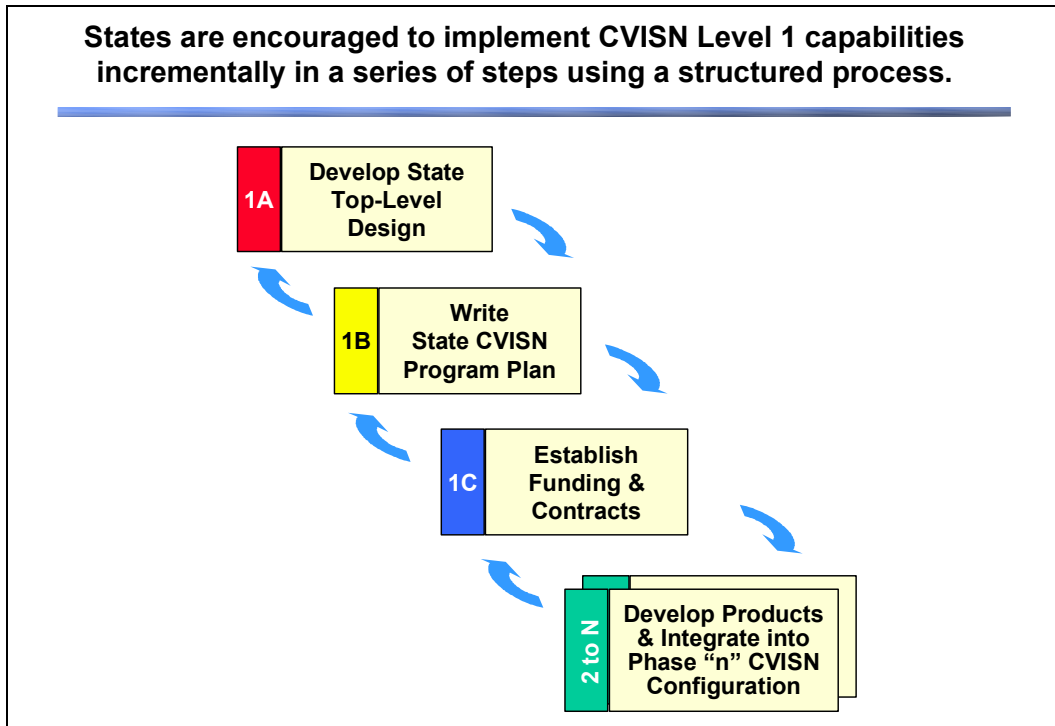 States are encouraged to implement CVISN Level 1 capabilities
incrementally in a series of steps using a structured process.
1A
Develop State
Top-Level
Design
1B
Write
State CVISN
Program Plan
1C
Establish
Funding &
Contracts
2 to N
Develop Products
& Integrate into
Phase “n” CVISN
Configuration